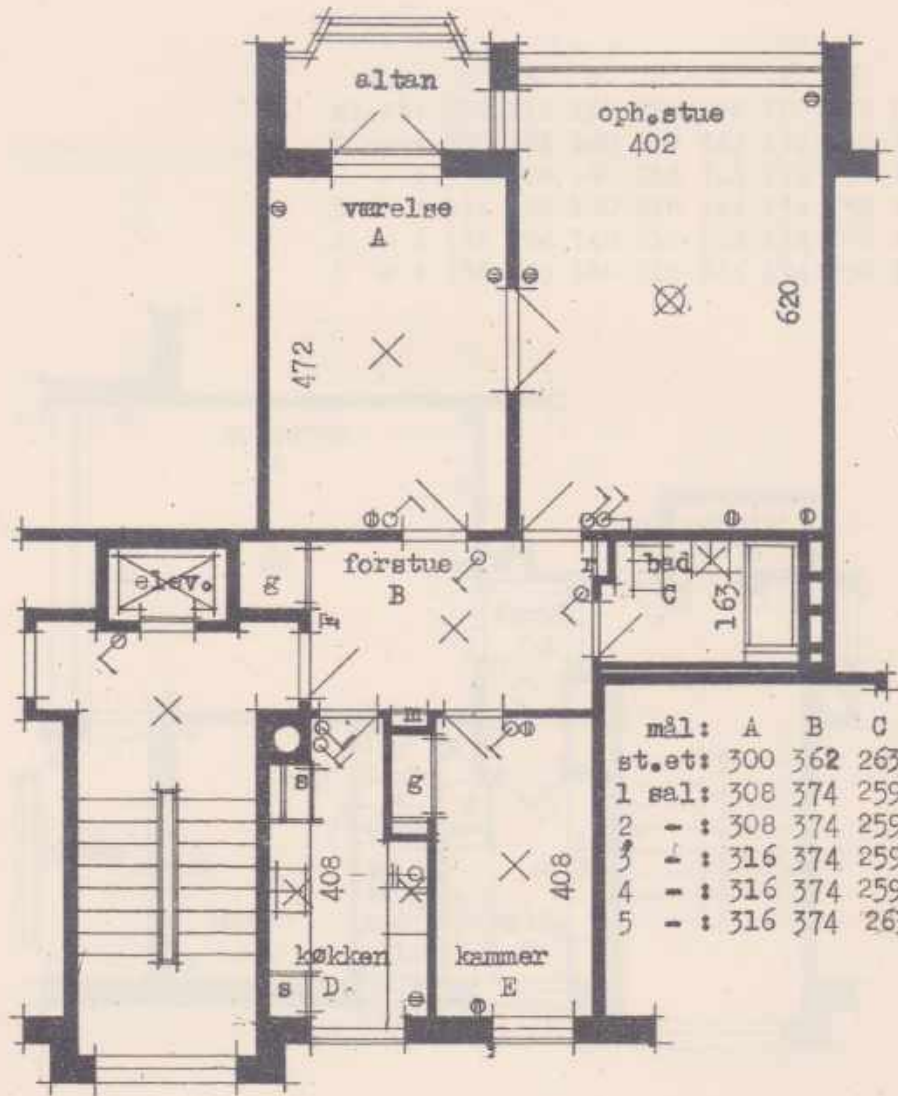 altan
oph.stue
402
værelse
A
472
620
elev.
g
forstue
B
F
r
bad
C
163
m
s
g
408
408
køkken
D
s
kammer
E
mål: A B C
st.et: 300 362 263
1 sal: 308 374 259
2 - : 308 374 259
3 - : 316 374 259
4 - : 316 374 259
5 - : 316 374